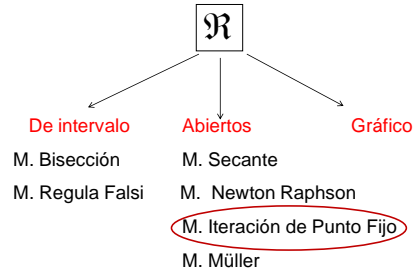 ℜ
De intervalo
Abiertos
Gráfico
M. Bisección
M. Secante
M. Regula Falsi
M. Newton Raphson
M. Iteración de Punto Fijo
M. Müller